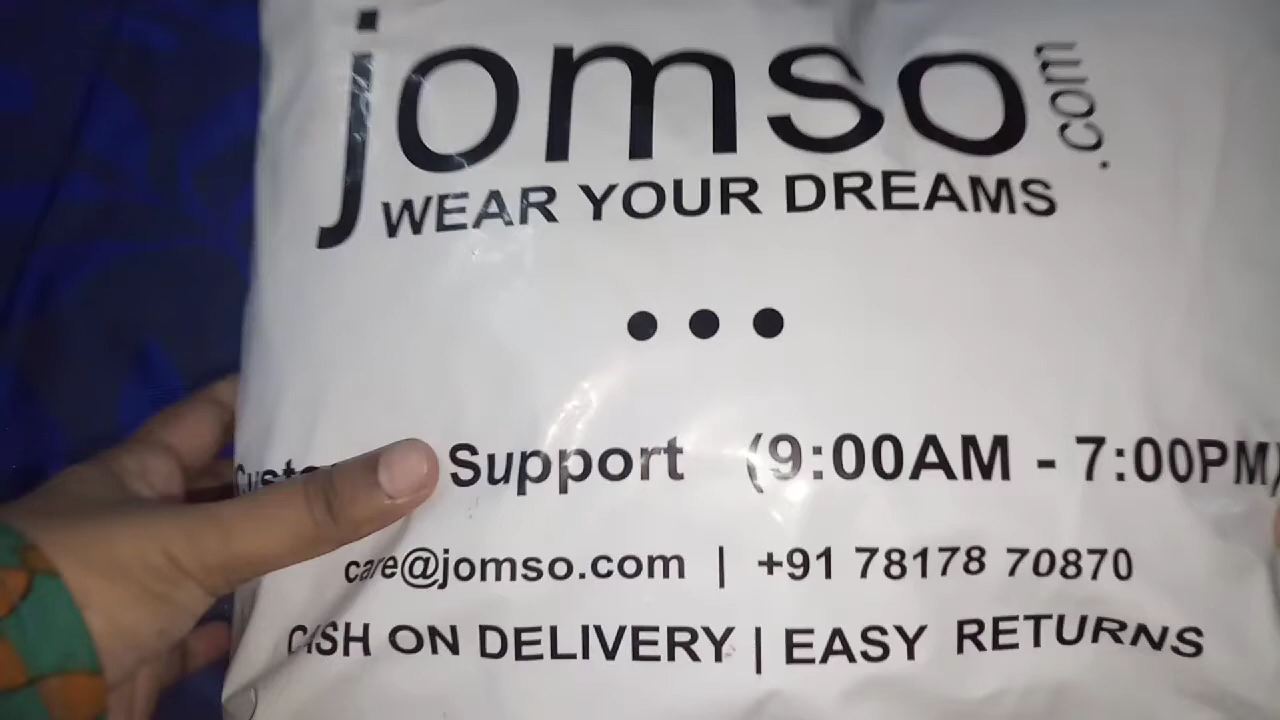 jomso.com
WEAR YOUR DREAMS
Support (9:00AM - 7:00PM)
care@jomso.com | +91 78178 70870
CASH ON DELIVERY | EASY RETURNS